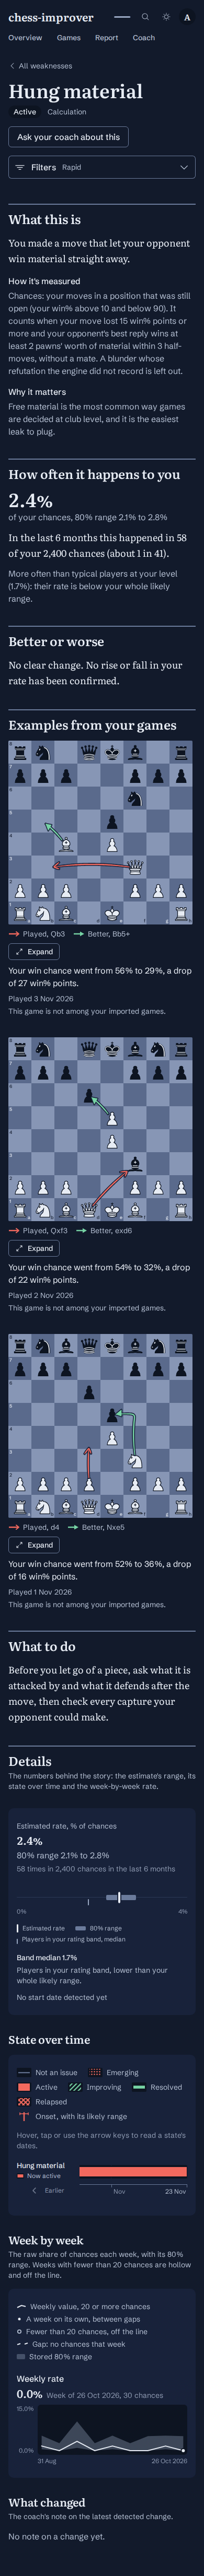 chess-improver
A
Overview Games Report Coach
All weaknesses
Hung material
Active Calculation
Ask your coach about this
Filters Rapid
What this is
You made a move that let your opponent
win material straight away.
How it's measured
Chances: your moves in a position that was still
open (your win% above 10 and below 90). It
counts when your move lost 15 win% points or
more and your opponent's best reply wins at
least 2 pawns' worth of material within 3 half-
moves, without a mate. A blunder whose
refutation the engine did not record is left out.
Why it matters
Free material is the most common way games
are decided at club level, and it is the easiest
leak to plug.
How often it happens to you
2.4%
of your chances, 80% range 2.1% to 2.8%
In the last 6 months this happened in 58
of your 2,400 chances (about 1 in 41).
More often than typical players at your level
(1.7%): their rate is below your whole likely
range.
Better or worse
No clear change. No rise or fall in your
rate has been confirmed.
Examples from your games
Played, Qb3 Better, Bb5+
Expand
Your win chance went from 56% to 29%, a drop
of 27 win% points.
Played 3 Nov 2026
This game is not among your imported games.
Played, Qxf3 Better, exd6
Expand
Your win chance went from 54% to 32%, a drop
of 22 win% points.
Played 2 Nov 2026
This game is not among your imported games.
Played, d4 Better, Nxe5
Expand
Your win chance went from 52% to 36%, a drop
of 16 win% points.
Played 1 Nov 2026
This game is not among your imported games.
What to do
Before you let go of a piece, ask what it is
attacked by and what it defends after the
move, then check every capture your
opponent could make.
Details
The numbers behind the story: the estimate's range, its
state over time and the week-by-week rate.
Estimated rate, % of chances
2.4%
80% range 2.1% to 2.8%
58 times in 2,400 chances in the last 6 months
0% 4%
Estimated rate 80% range
Players in your rating band, median
Band median 1.7%
Players in your rating band, lower than your
whole likely range.
No start date detected yet
State over time
Not an issue Emerging
Active Improving Resolved
Relapsed
Onset, with its likely range
Hover, tap or use the arrow keys to read a state's
dates.
Hung material
Now active
Earlier Nov 23 Nov
Week by week
The raw share of chances each week, with its 80%
range. Weeks with fewer than 20 chances are hollow
and off the line.
Weekly value, 20 or more chances
A week on its own, between gaps
Fewer than 20 chances, off the line
Gap: no chances that week
Stored 80% range
Weekly rate
0.0% Week of 26 Oct 2026, 30 chances
15.0%
0.0%
31 Aug 26 Oct 2026
What changed
The coach's note on the latest detected change.
No note on a change yet.